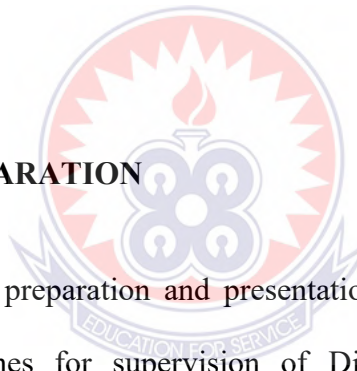 ARATION
preparation and presentatio
EDUCATION FOR SERVICE
nes for supervision of Di